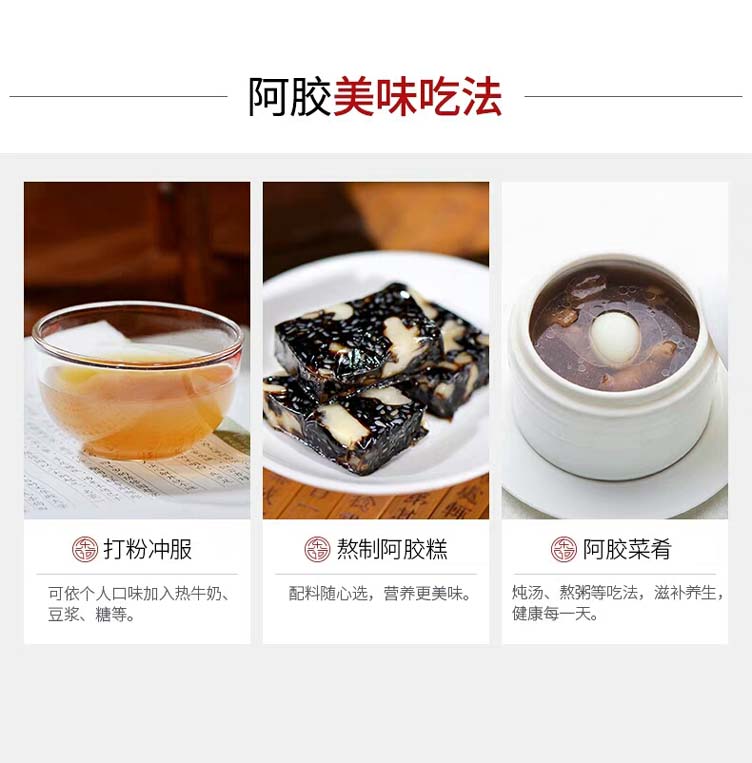 阿胶美味吃法
打粉冲服
可依个人口味加入热牛奶、
豆浆、糖等。
熬制阿胶糕
配料随心选，营养更美味。
阿胶菜肴
炖汤、熬粥等吃法，滋补养生，
健康每一天。